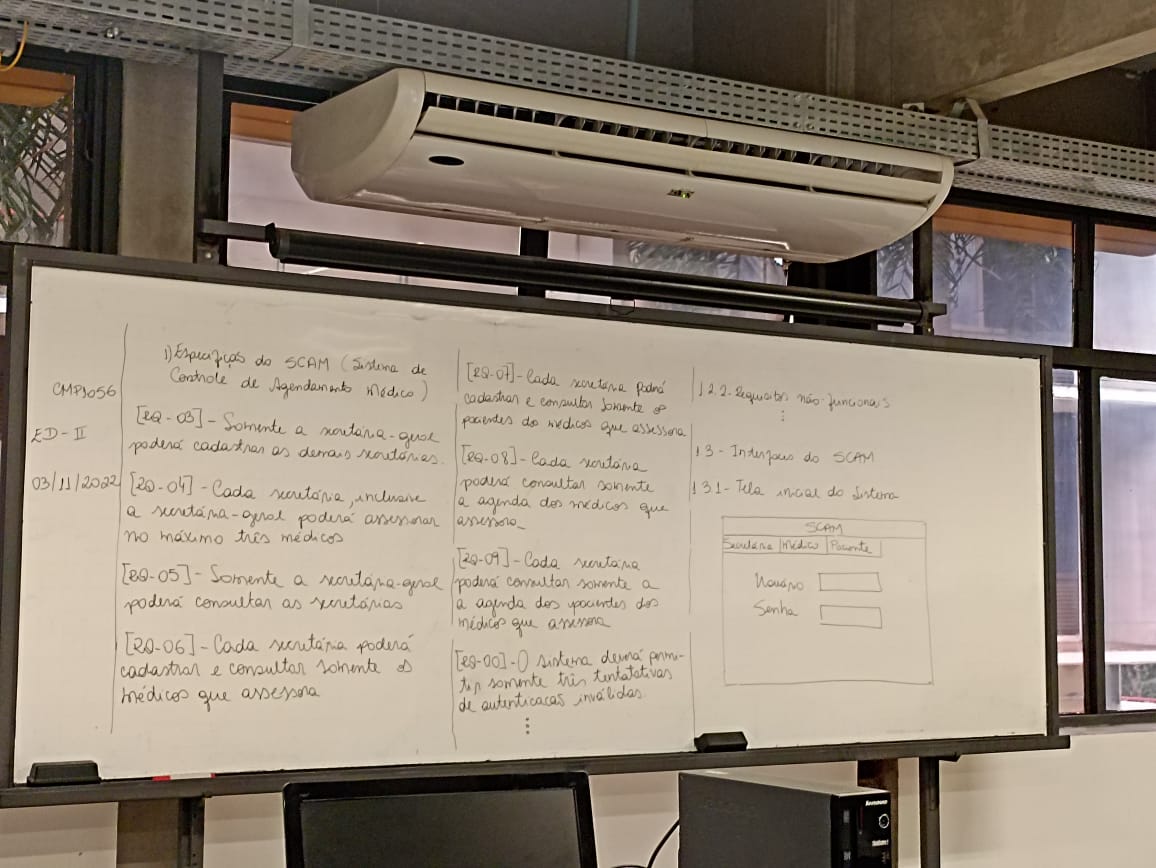 CMP1056
ED-II
03/11/2022
1) Especificação do SCAM (Sistema de
Controle de Agendamento Médico)
[RQ-03]- Somente a secretária-geral
poderá cadastrar as demais secretárias.
[RQ-04]- Cada secretária, inclusive
a secretária-geral poderá assessorar
no máximo três médicos
[RQ-05]- Somente a secretária-geral
poderá consultar as secretárias
[RQ-06]- Cada secretária poderá
cadastrar e consultar somente os
médicos que assessora
[RQ-07]- Cada secretária poderá
cadastrar e consultar somente os
pacientes do médicos que assessora
[RQ-08]- Cada secretária
poderá consultar somente
a agenda dos médicos que
assessora
[RQ-09]- Cada secretária
poderá consultar somente a
a agenda dos pacientes dos
médicos que assessora
[RQ-00]- O sistema deverá permi-
tir somente três tentatativas
de autenticacas inválidas.
1.2.2- Requisitos não-funcionais
1.3- Interfaces do SCAM
1.3.1- Tela inicial do Sistema
SCAM
Secretária Médico Paciente
Usuário
Senha
Lenovo